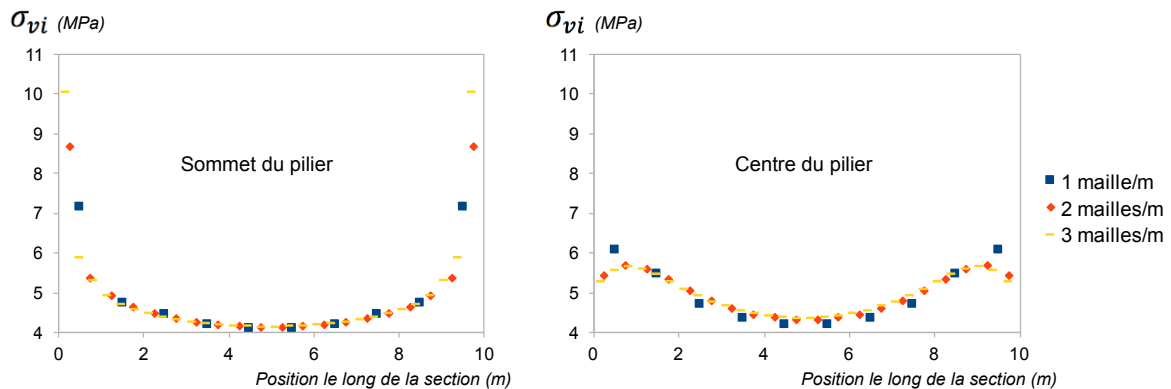 σvi (MPa)
11
10
9
8
7
6
5
4
Sommet du pilier
0 2 4 6 8 10
Position le long de la section (m)
σvi (MPa)
11
10
9
8
7
6
5
4
Centre du pilier
0 2 4 6 8 10
Position le long de la section (m)
1 maille/m
2 mailles/m
3 mailles/m